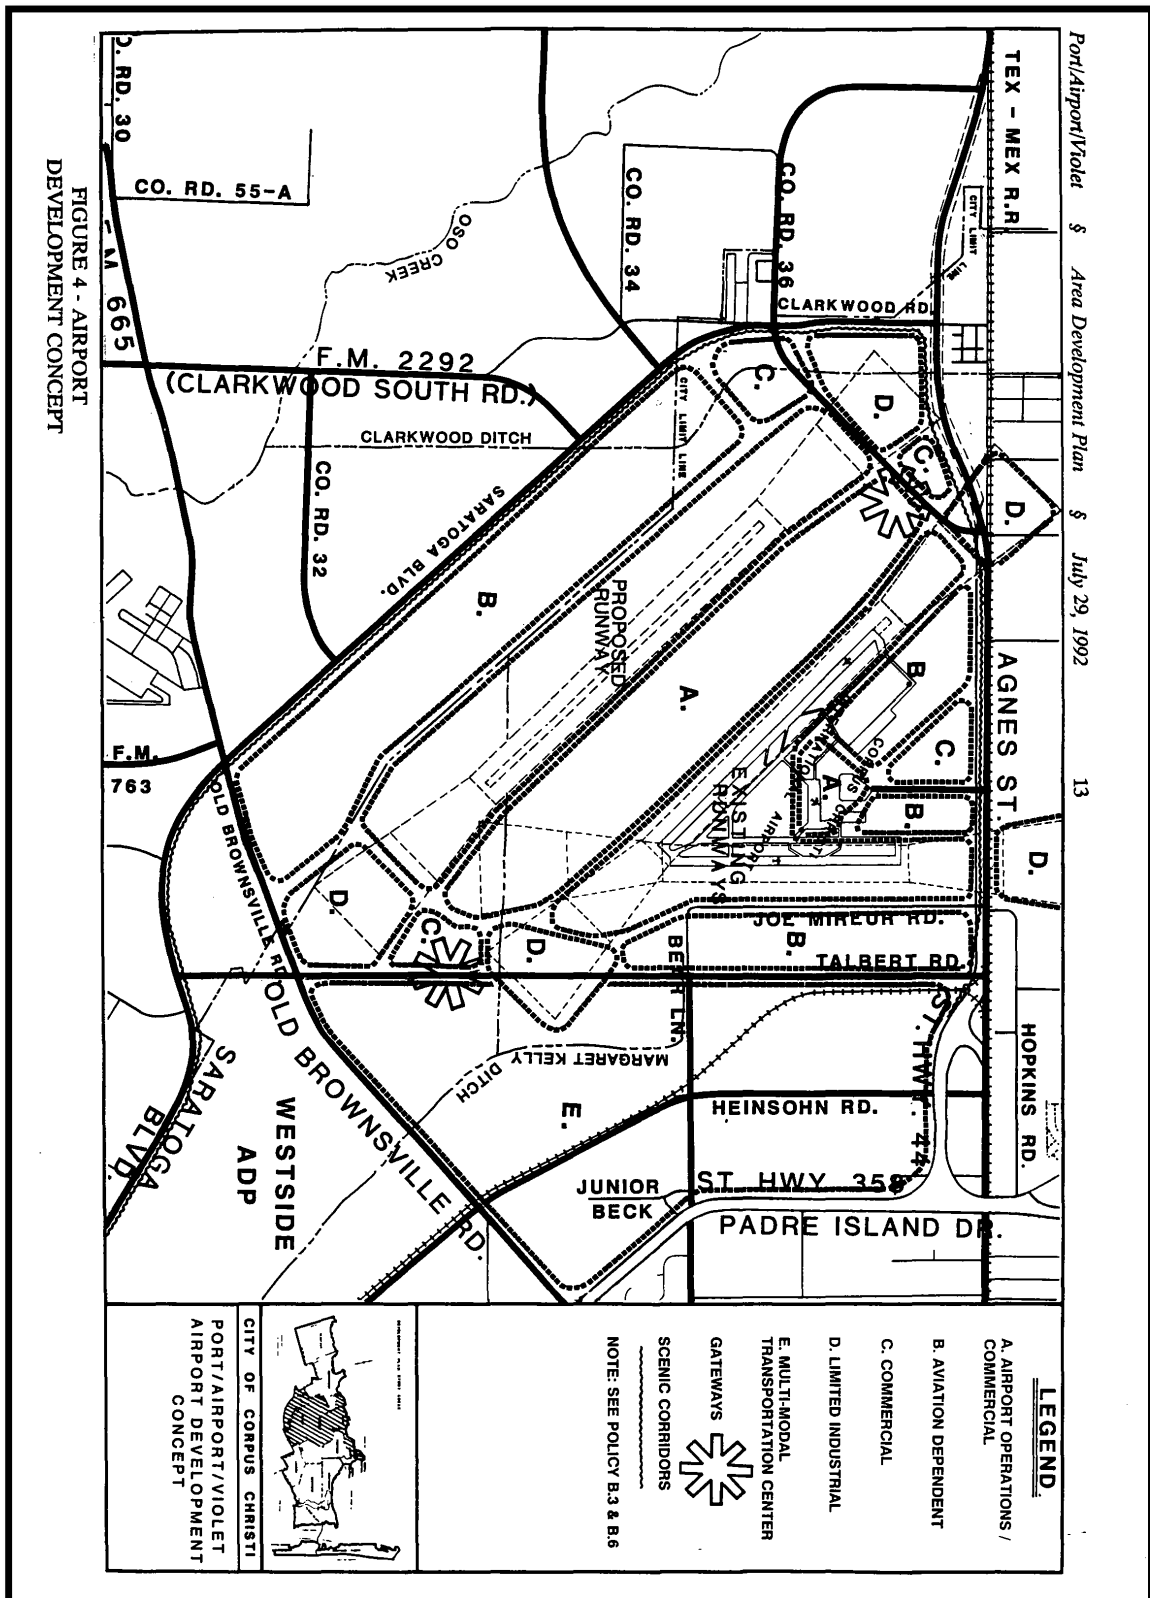 Port/Airport/Violet § Area Development Plan § July 29, 1992 13
TEX - MEX R.R.
CITY LIMIT
LINE
AGNES ST.
HOPKINS RD.
CO. RD. 30
CO. RD. 55-A
OSO CREEK
CO. RD. 34
CO. RD. 36
CLARKWOOD RD.
F.M. 665
F.M. 2292
(CLARKWOOD SOUTH RD.)
CLARKWOOD DITCH
CITY LIMIT LINE
CO. RD. 32
SARATOGA BLVD.
C.
D.
C.
D.
B.
PROPOSED
RUNWAY
A.
B.
C.
A.
B.
D.
CORPUS CHRISTI
INTERNATIONAL
AIRPORT
EXISTING
RUNWAYS
F.M.
763
OLD BROWNSVILLE RD.
D.
C.
D.
B.
JOE MIREUR RD.
TALBERT RD.
BEAR LN.
ST. HWY. 44
MARGARET KELLY
DITCH
E.
HEINSOHN RD.
OLD BROWNSVILLE RD.
SARATOGA
BLVD.
WESTSIDE
ADP
JUNIOR
BECK
ST HWY 358
PADRE ISLAND DR.
LEGEND
A. AIRPORT OPERATIONS /
COMMERCIAL
B. AVIATION DEPENDENT
C. COMMERCIAL
D. LIMITED INDUSTRIAL
E. MULTI-MODAL
TRANSPORTATION CENTER
GATEWAYS
SCENIC CORRIDORS
NOTE: SEE POLICY B.3 & B.6
CITY OF CORPUS CHRISTI
PORT/AIRPORT/VIOLET
AIRPORT DEVELOPMENT
CONCEPT
FIGURE 4 - AIRPORT
DEVELOPMENT CONCEPT